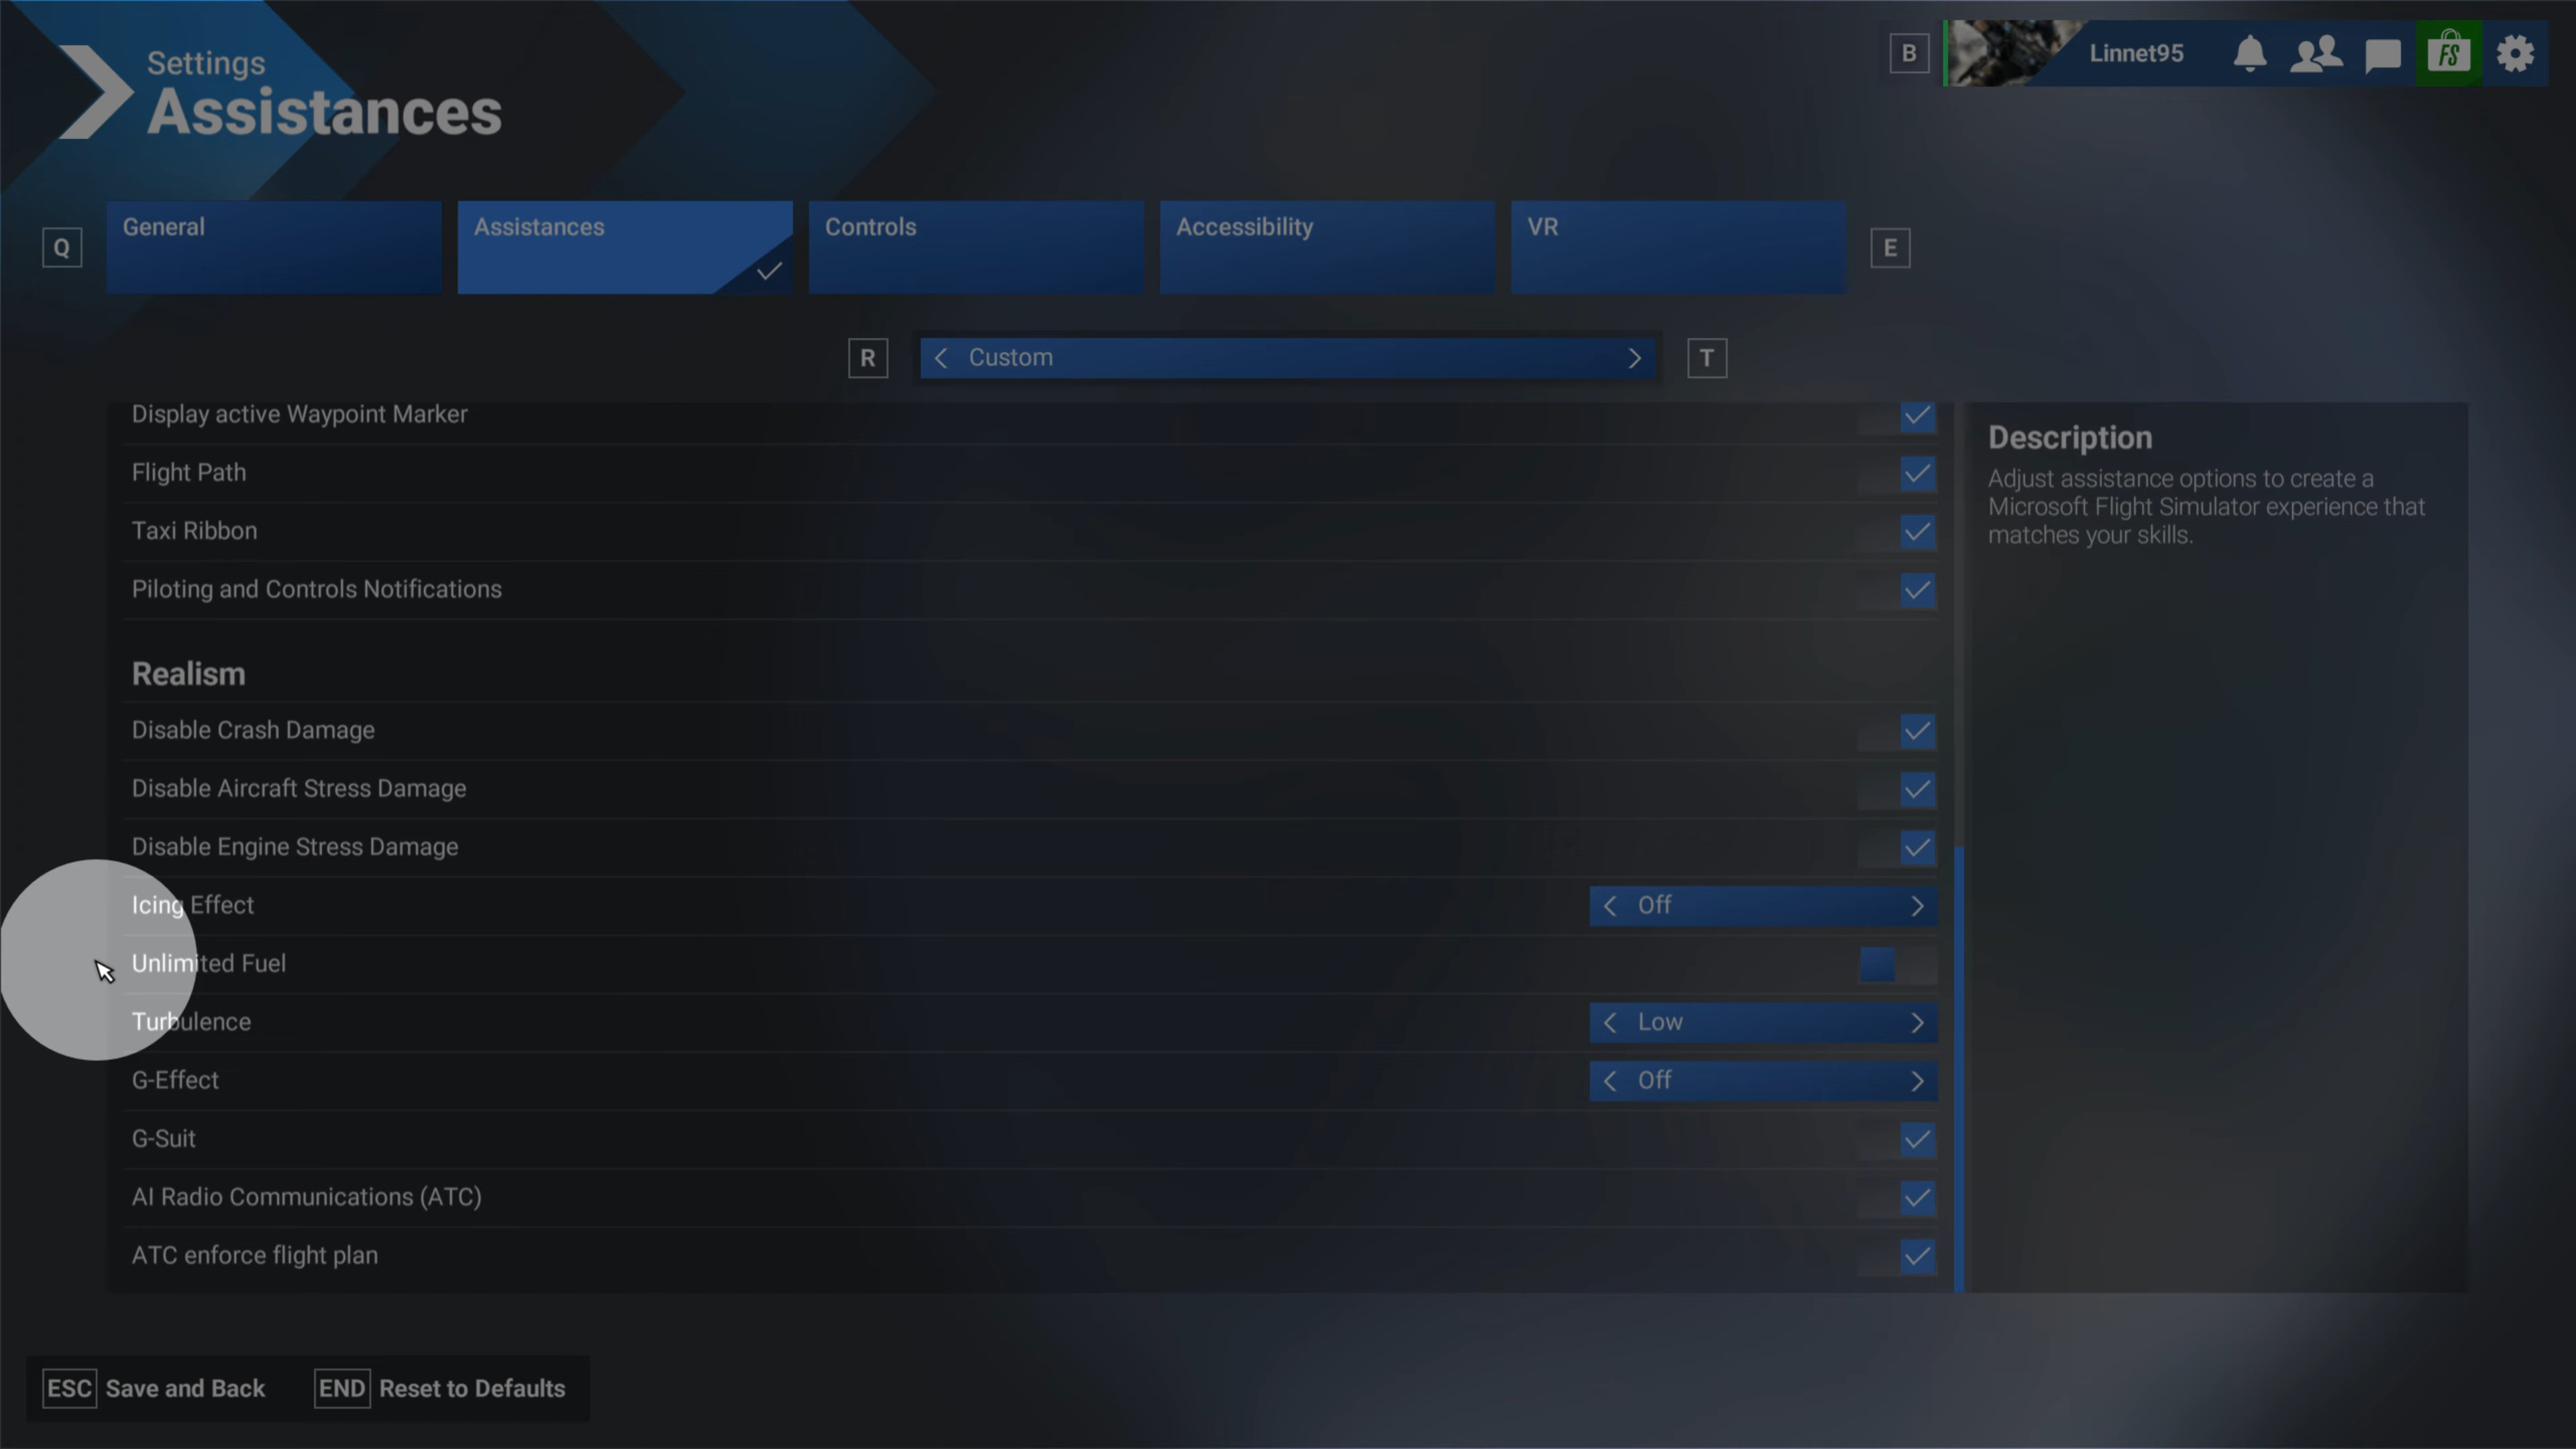 Settings
Assistances
B
Linnet95
FS
Q
General
Assistances
Controls
Accessibility
VR
E
R
Custom
T
Display active Waypoint Marker
Flight Path
Taxi Ribbon
Piloting and Controls Notifications
Realism
Disable Crash Damage
Disable Aircraft Stress Damage
Disable Engine Stress Damage
Icing Effect
Off
Unlimited Fuel
Turbulence
Low
G-Effect
Off
G-Suit
AI Radio Communications (ATC)
ATC enforce flight plan
Description
Adjust assistance options to create a
Microsoft Flight Simulator experience that
matches your skills.
ESC Save and Back
END Reset to Defaults